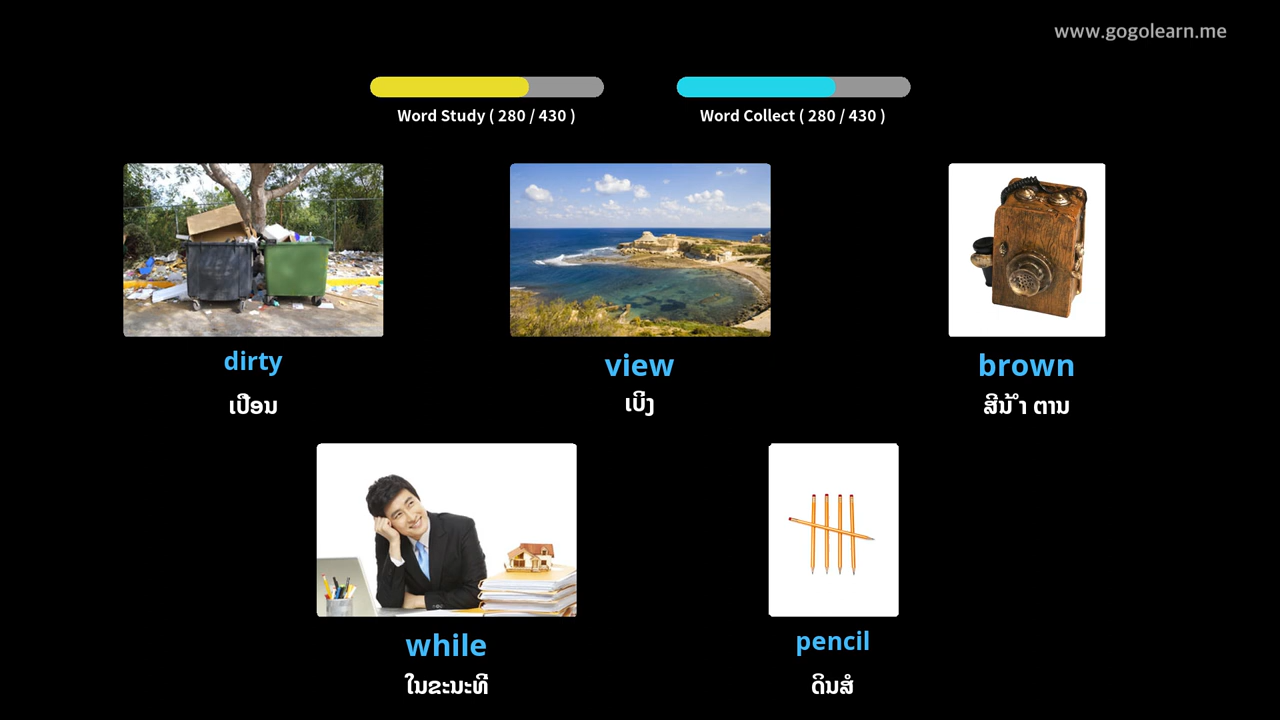 www.gogolearn.me
Word Study ( 280 / 430 )
Word Collect ( 280 / 430 )
dirty
ເປື້ອນ
view
ເບິ່ງ
brown
ສີນ້ຳ ຕານ
while
ໃນຂະນະທີ່
pencil
ດິນສໍ